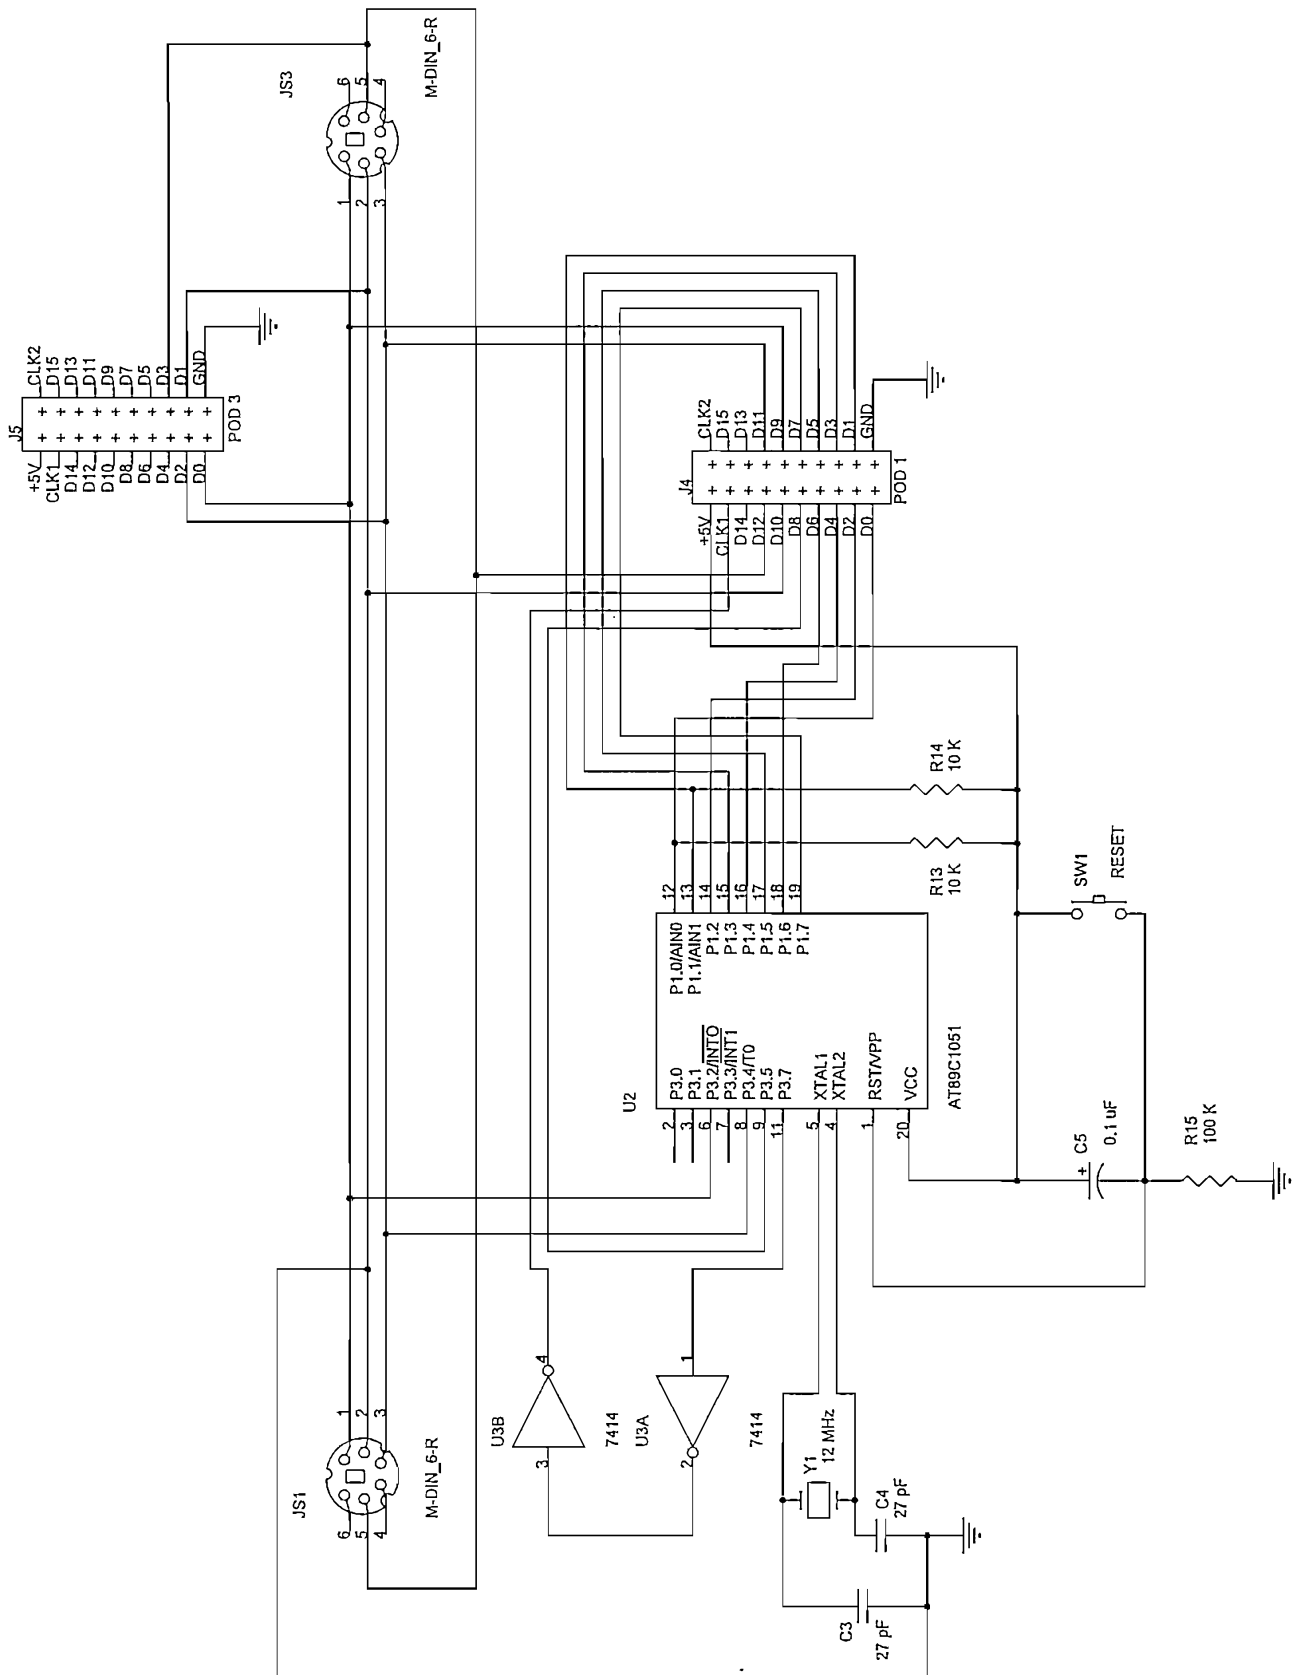 JS3
6
5
4
M-DIN_6-R
1
2
3
J5
POD 3
+5V
CLK1
D14
D12
D10
D8
D6
D4
D2
D0
CLK2
D15
D13
D11
D9
D7
D5
D3
D1
GND
J4
POD 1
+5V
CLK1
D14
D12
D10
D8
D6
D4
D2
D0
CLK2
D15
D13
D11
D9
D7
D5
D3
D1
GND
R14
10 K
R13
10 K
SW1
RESET
U2
AT89C1051
12
13
14
15
16
17
18
19
P1.0/AIN0
P1.1/AIN1
P1.2
P1.3
P1.4
P1.5
P1.6
P1.7
P3.0
P3.1
P3.2/INTO
P3.3/INT1
P3.4/T0
P3.5
P3.7
XTAL1
XTAL2
RST/VPP
VCC
2
3
6
7
8
9
11
5
4
1
20
C5
0.1 uF
+
R15
100 K
JS1
M-DIN_6-R
1
2
3
6
5
4
U3B
7414
4
3
U3A
7414
1
2
Y1
12 MHz
C4
27 pF
C3
27 pF